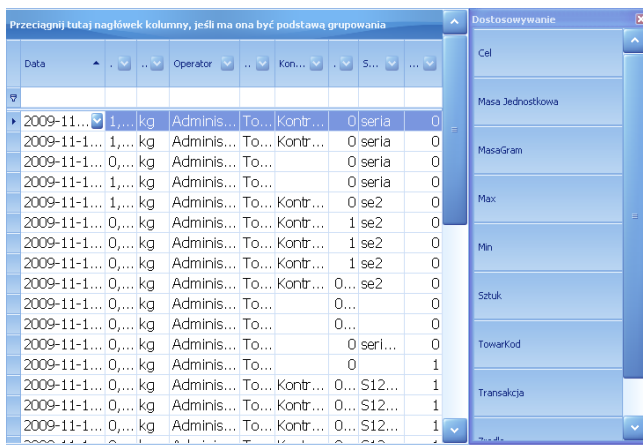 Przeciągnij tutaj nagłówek kolumny, jeśli ma ona być podstawą grupowania
Data . .. Operator .. Kon... . S... ...
2009-11... 1,... kg Adminis... To... Kontr... 0 seria 0
2009-11-1... 1,... kg Adminis... To... Kontr... 0 seria 0
2009-11-1... 0,... kg Adminis... To... 0 seria 0
2009-11-1... 1,... kg Adminis... To... 0 seria 0
2009-11-1... 1,... kg Adminis... To... Kontr... 0 se2 0
2009-11-1... 0,... kg Adminis... To... Kontr... 1 se2 0
2009-11-1... 0,... kg Adminis... To... Kontr... 1 se2 0
2009-11-1... 0,... kg Adminis... To... Kontr... 1 se2 0
2009-11-1... 0,... kg Adminis... To... Kontr... 0... se2 0
2009-11-1... 0,... kg Adminis... To... 0... 0
2009-11-1... 0,... kg Adminis... To... 0... 0
2009-11-1... 0,... kg Adminis... To... 0 seri... 0
2009-11-1... 0,... kg Adminis... To... 0 1
2009-11-1... 0,... kg Adminis... To... Kontr... 0... S12... 1
2009-11-1... 0,... kg Adminis... To... Kontr... 0... S12... 1
2009-11-1... 0,... kg Adminis... To... Kontr... 0... S12... 1
Dostosowywanie
Cel
Masa Jednostkowa
MasaGram
Max
Min
Sztuk
TowarKod
Transakcja